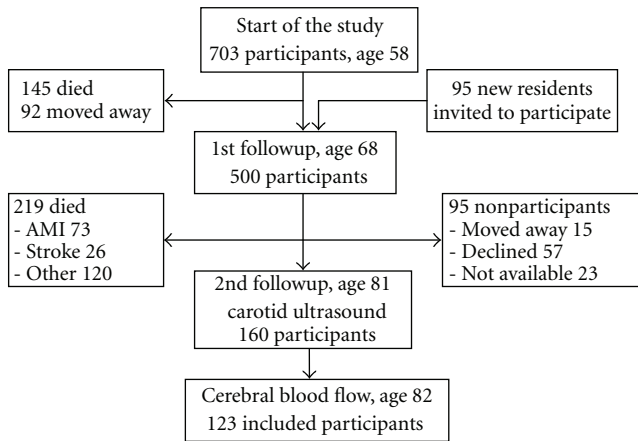 Start of the study
703 participants, age 58
145 died
92 moved away
95 new residents
invited to participate
1st followup, age 68
500 participants
219 died
- AMI 73
- Stroke 26
- Other 120
95 nonparticipants
- Moved away 15
- Declined 57
- Not available 23
2nd followup, age 81
carotid ultrasound
160 participants
Cerebral blood flow, age 82
123 included participants